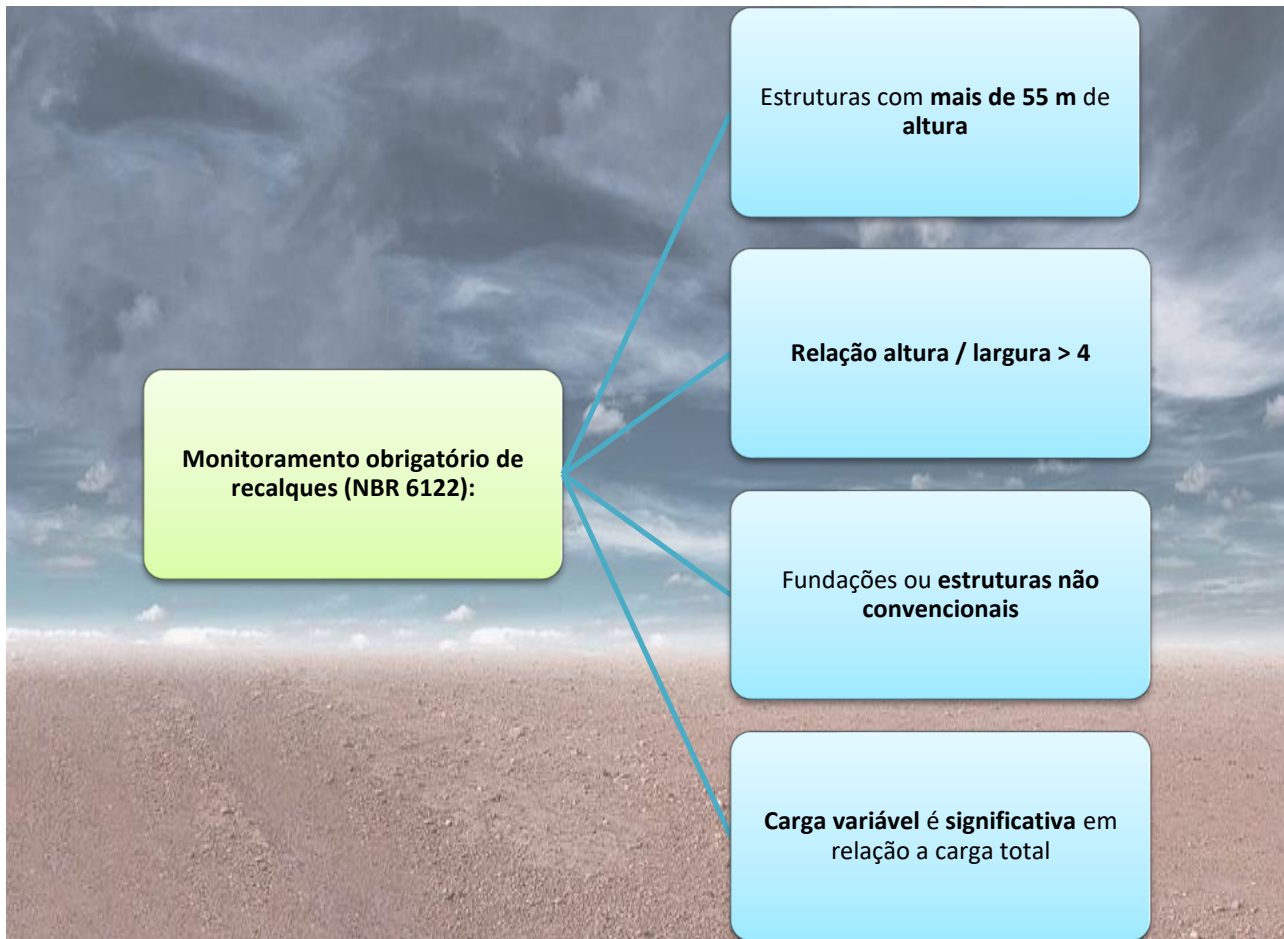 Estruturas com mais de 55 m de
altura
Relação altura / largura > 4
Monitoramento obrigatório de
recalques (NBR 6122):
Fundações ou estruturas não
convencionais
Carga variável é significativa em
relação a carga total